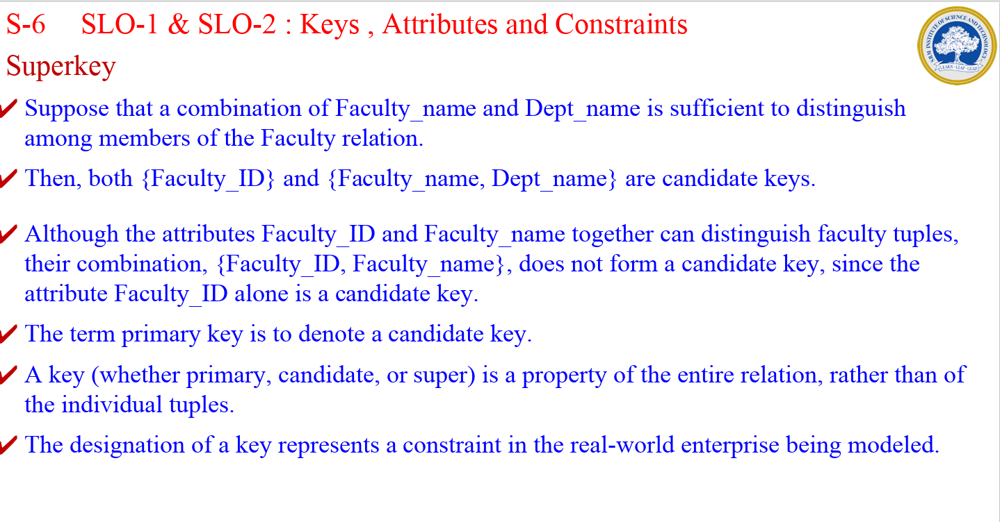 S-6 SLO-1 & SLO-2 : Keys , Attributes and Constraints
SRM INSTITUTE OF SCIENCE AND TECHNOLOGY
LEARN - LEAP - LEAD
Superkey
✔ Suppose that a combination of Faculty_name and Dept_name is sufficient to distinguish
among members of the Faculty relation.
✔ Then, both {Faculty_ID} and {Faculty_name, Dept_name} are candidate keys.
✔ Although the attributes Faculty_ID and Faculty_name together can distinguish faculty tuples,
their combination, {Faculty_ID, Faculty_name}, does not form a candidate key, since the
attribute Faculty_ID alone is a candidate key.
✔ The term primary key is to denote a candidate key.
✔ A key (whether primary, candidate, or super) is a property of the entire relation, rather than of
the individual tuples.
✔ The designation of a key represents a constraint in the real-world enterprise being modeled.